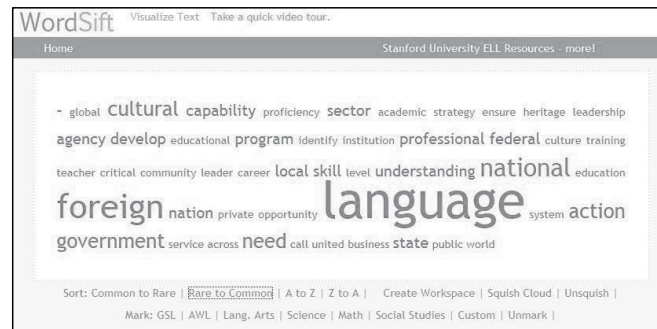 WordSift Visualize Text Take a quick video tour.
Home Stanford University ELL Resources - more!
- global cultural capability proficiency sector academic strategy ensure heritage leadership
agency develop educational program identify institution professional federal culture training
teacher critical community leader career local skill level understanding national education
foreign nation private opportunity language system action
government service across need call united business state public world
Sort: Common to Rare | Rare to Common | A to Z | Z to A | Create Workspace | Squish Cloud | Unsquish |
Mark: GSL | AWL | Lang. Arts | Science | Math | Social Studies | Custom | Unmark |